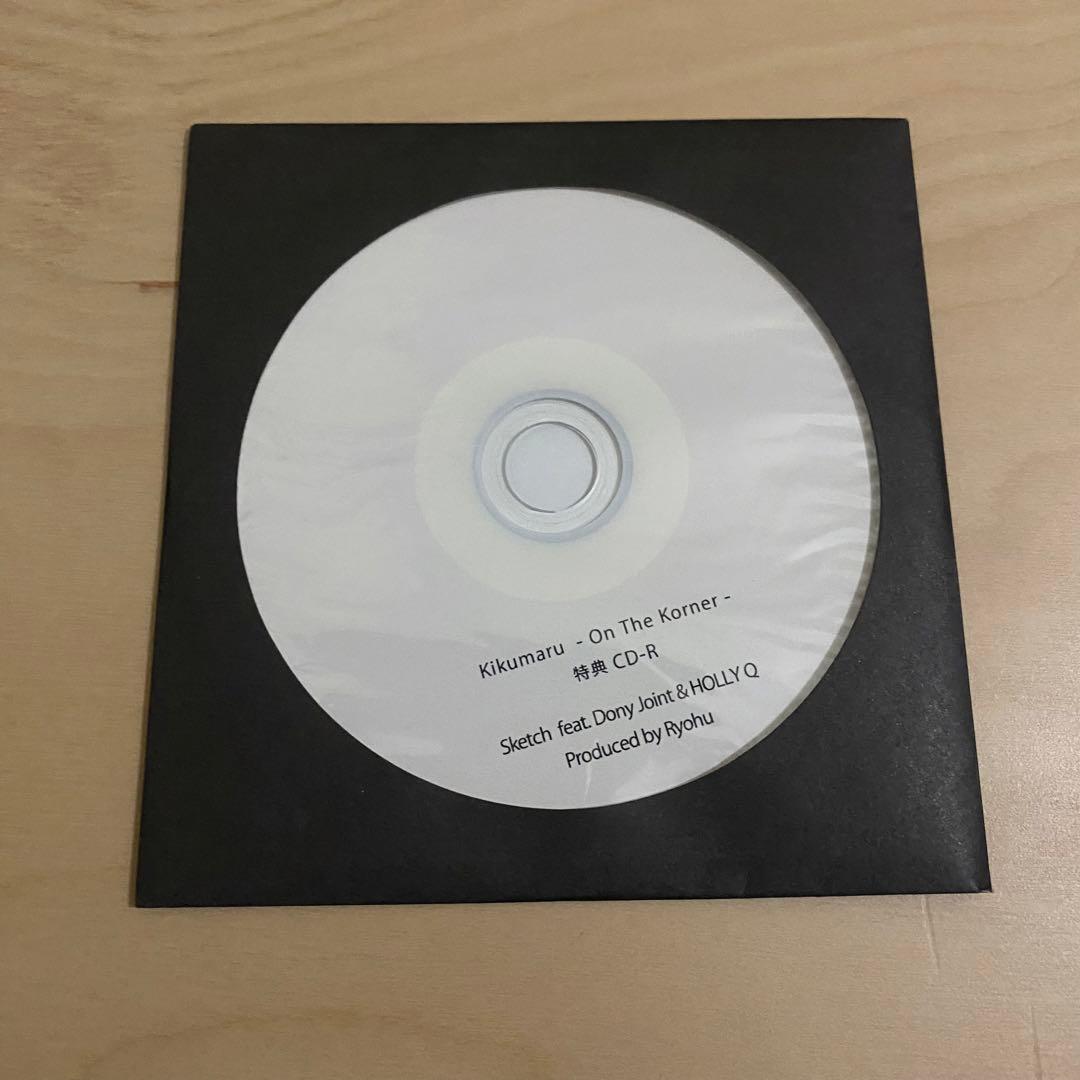 Kikumaru - On The Korner -
特典 CD-R
Sketch feat. Dony Joint & HOLLY Q
Produced by Ryohu